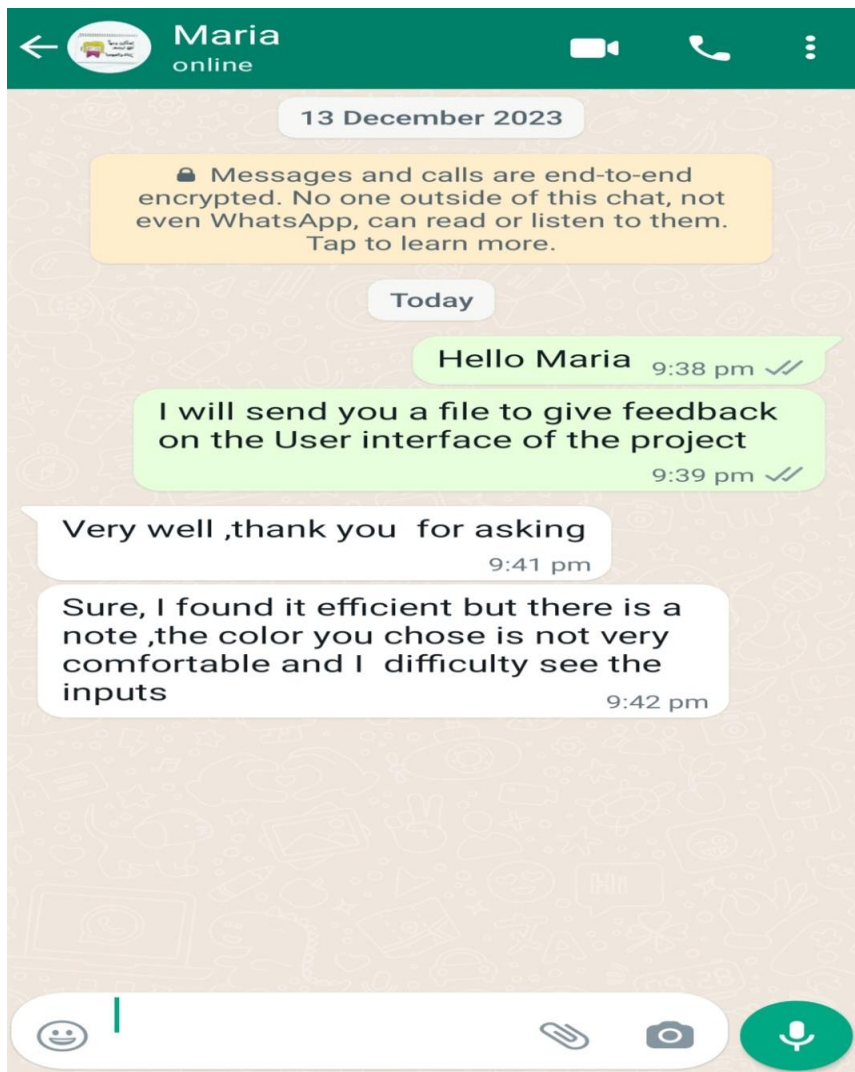 Maria
online
13 December 2023
Messages and calls are end-to-end
encrypted. No one outside of this chat, not
even WhatsApp, can read or listen to them.
Tap to learn more.
Today
Hello Maria 9:38 pm
I will send you a file to give feedback
on the User interface of the project
9:39 pm
Very well ,thank you  for asking
9:41 pm
Sure, I found it efficient but there is a
note ,the color you chose is not very
comfortable and I  difficulty see the
inputs 9:42 pm